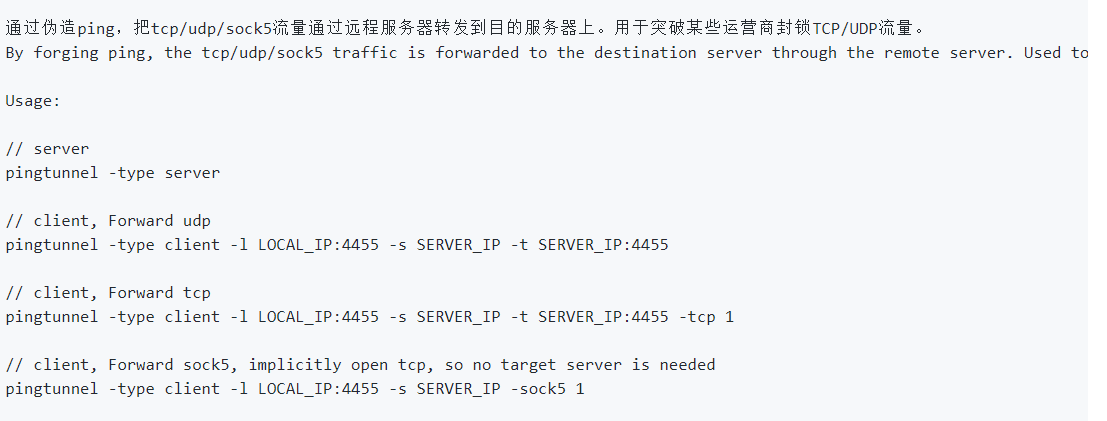 通过伪造ping，把tcp/udp/sock5流量通过远程服务器转发到目的服务器上。用于突破某些运营商封锁TCP/UDP流量。
By forging ping, the tcp/udp/sock5 traffic is forwarded to the destination server through the remote server. Used to
Usage:
// server
pingtunnel -type server
// client, Forward udp
pingtunnel -type client -l LOCAL_IP:4455 -s SERVER_IP -t SERVER_IP:4455
// client, Forward tcp
pingtunnel -type client -l LOCAL_IP:4455 -s SERVER_IP -t SERVER_IP:4455 -tcp 1
// client, Forward sock5, implicitly open tcp, so no target server is needed
pingtunnel -type client -l LOCAL_IP:4455 -s SERVER_IP -sock5 1